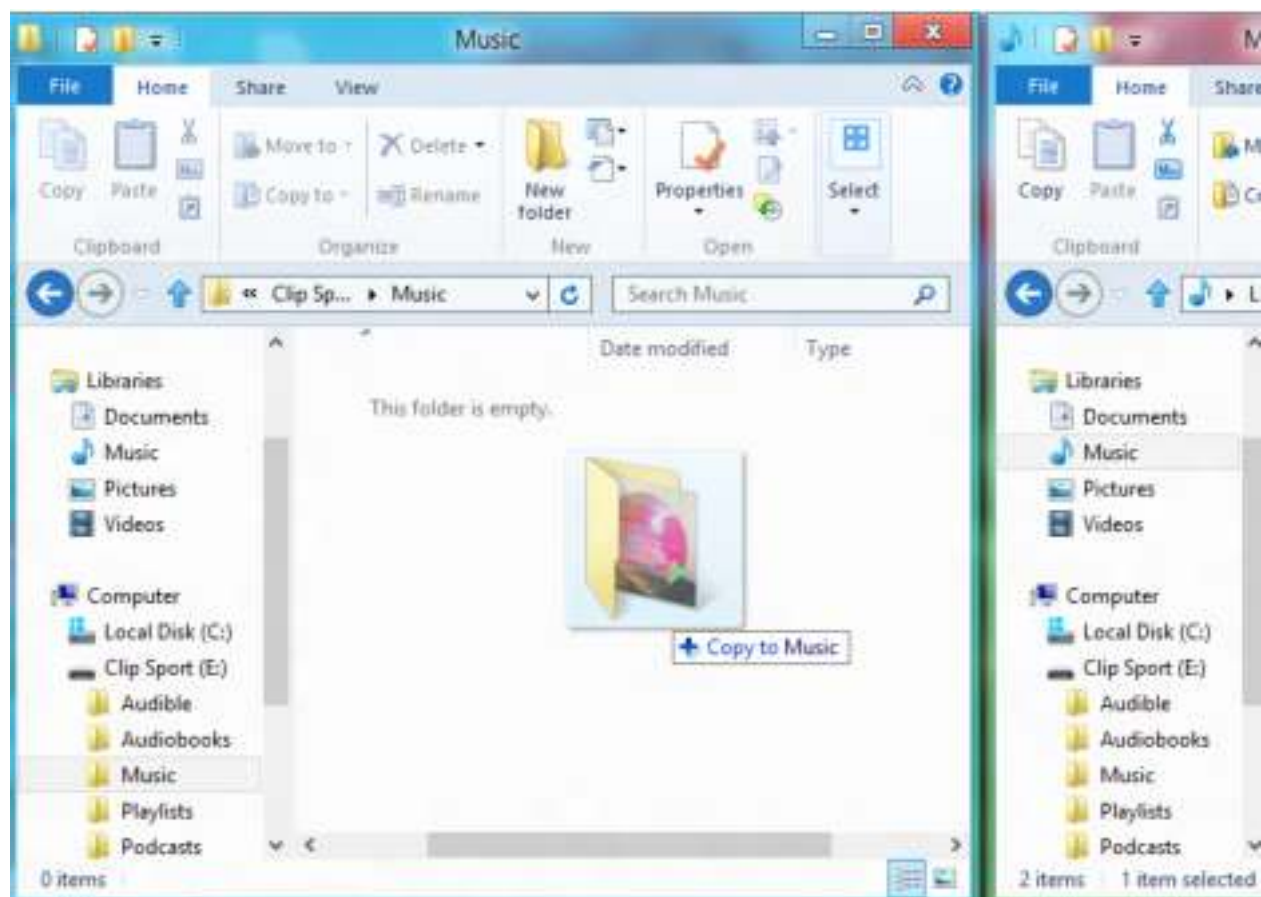 Music
File Home Share View
Copy Paste Move to Delete New folder Properties Select
Copy to Rename
Clipboard Organize New Open
« Clip Sp... Music Search Music
Date modified Type
This folder is empty.
Libraries
Documents
Music
Pictures
Videos
Computer
Local Disk (C:)
Clip Sport (E:)
Audible
Audiobooks
Music
Playlists
Podcasts
Copy to Music
0 items
File Home Share
Copy Paste
Clipboard
Libraries
Documents
Music
Pictures
Videos
Computer
Local Disk (C:)
Clip Sport (E:)
Audible
Audiobooks
Music
Playlists
Podcasts
2 items 1 item selected